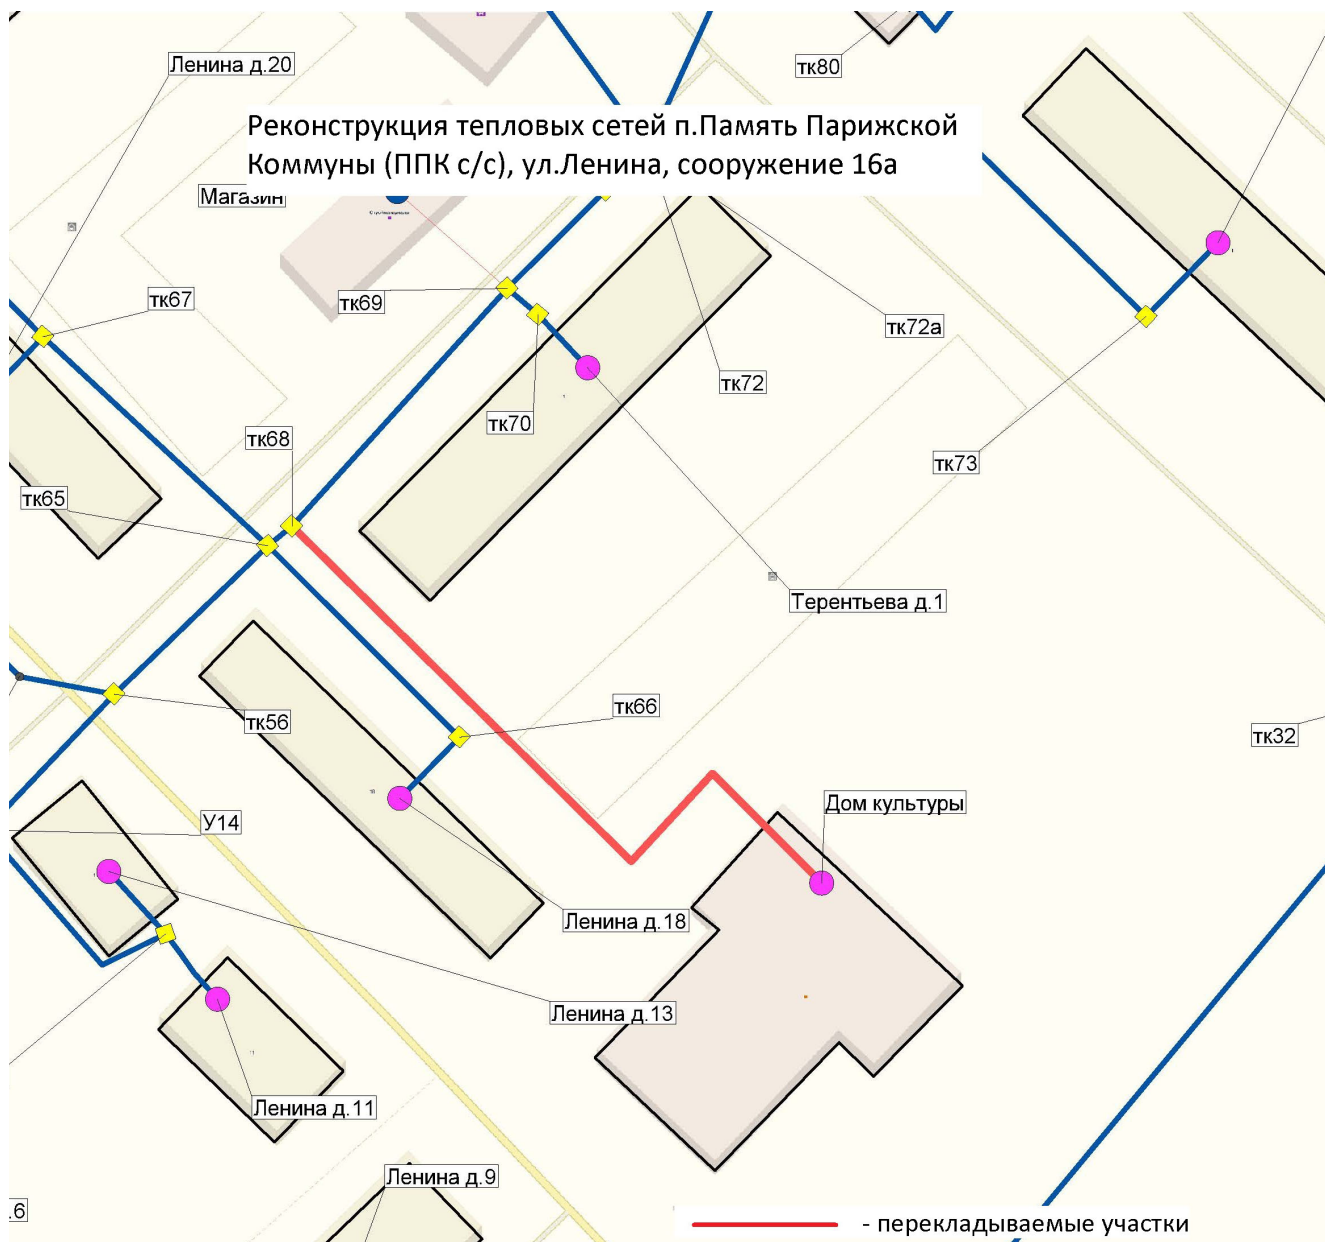 Ленина д.20
тк80
Реконструкция тепловых сетей п.Память Парижской
Коммуны (ППК с/с), ул.Ленина, сооружение 16а
Магазин
тк67
тк69
тк72а
тк72
тк70
тк68
тк73
тк65
Терентьева д.1
тк66
тк56
тк32
Дом культуры
У14
Ленина д.18
Ленина д.13
Ленина д.11
Ленина д.9
.6
- перекладываемые участки